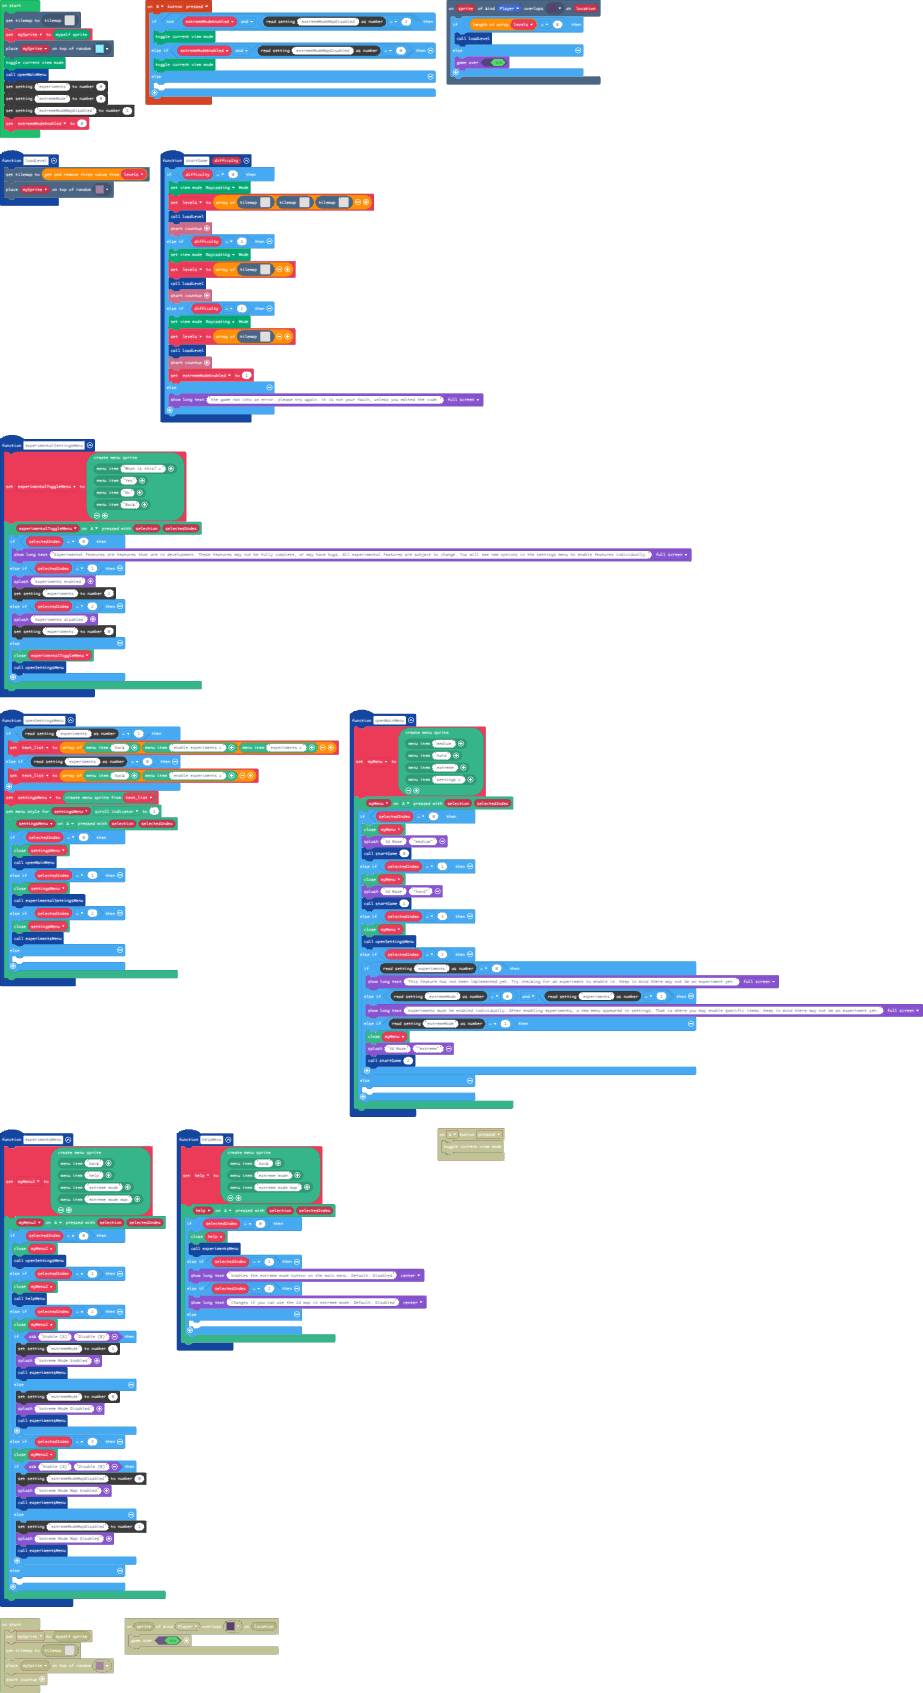 on start
set tilemap to tilemap
set mySprite to myself sprite
place mySprite on top of random
toggle current view mode
call openMainMenu
set setting "experiments" to number 0
set setting "extremeMode" to number 0
set setting "extremeModeMapDisabled" to number 1
set extremeModeEnabled to 0
on B button pressed
if not extremeModeEnabled and read setting "extremeModeMapDisabled" as number = 1 then
toggle current view mode
else if extremeModeEnabled and read setting "extremeModeMapDisabled" as number = 0 then
toggle current view mode
else
on sprite of kind Player overlaps at location
if length of array levels ≠ 0 then
call loadLevel
else
game over
function loadLevel
set tilemap to get and remove first value from levels
place mySprite on top of random
function startGame difficulty
if difficulty = 0 then
set view mode Raycasting Mode
set levels to array of tilemap tilemap tilemap
call loadLevel
start countup
else if difficulty = 1 then
set view mode Raycasting Mode
set levels to array of tilemap
call loadLevel
start countup
else if difficulty = 2 then
set view mode Raycasting Mode
set levels to array of tilemap
call loadLevel
start countup
set extremeModeEnabled to 1
else
show long text "The game ran into an error. please try again. it is not your fault, unless you edited the code." full screen
function experimentalSettingsMenu
set experimentalToggleMenu to
create menu sprite
menu item "What is this?"
menu item "Yes"
menu item "No"
menu item "back"
experimentalToggleMenu on A pressed with selection selectedIndex
if selectedIndex = 0 then
show long text "Experimental features are features that are in development. These features may not be fully complete, or may have bugs. All experimental features are subject to change. You will see new options in the settings menu to enable features individually." full screen
else if selectedIndex = 1 then
splash "Experiments enabled"
set setting "experiments" to number 1
else if selectedIndex = 2 then
splash "Experiments disabled"
set setting "experiments" to number 0
else
close experimentalToggleMenu
call openSettingsMenu
function openSettingsMenu
if read setting "experiments" as number = 1 then
set text_list to array of menu item "back" menu item "enable experiments" menu item "experiments"
else if read setting "experiments" as number = 0 then
set text_list to array of menu item "back" menu item "enable experiments"
set settingsMenu to create menu sprite from text_list
set menu style for settingsMenu scroll indicator to 1
settingsMenu on A pressed with selection selectedIndex
if selectedIndex = 0 then
close settingsMenu
call openMainMenu
else if selectedIndex = 1 then
close settingsMenu
call experimentalSettingsMenu
else if selectedIndex = 2 then
close settingsMenu
call experimentsMenu
else
function openMainMenu
set myMenu to
create menu sprite
menu item "medium"
menu item "hard"
menu item "extreme"
menu item "settings"
myMenu on A pressed with selection selectedIndex
if selectedIndex = 0 then
close myMenu
splash "3d Maze" "medium"
call startGame 0
else if selectedIndex = 1 then
close myMenu
splash "3d Maze" "hard"
call startGame 1
else if selectedIndex = 3 then
close myMenu
call openSettingsMenu
else if selectedIndex = 2 then
if read setting "experiments" as number = 0 then
show long text "This feature has not been implemented yet. Try checking for an experiment to enable it. Keep in mind there may not be an experiment yet." full screen
else if read setting "extremeMode" as number = 0 and read setting "experiments" as number = 1 then
show long text "Experiments must be enabled individually. After enabling experiments, a new menu appeared in settings. That is where you may enable specific items. Keep in mind there may not be an experiment yet." full screen
else if read setting "extremeMode" as number = 1 then
close myMenu
splash "3d Maze" "extreme"
call startGame 2
else
function experimentsMenu
set myMenu2 to
create menu sprite
menu item "back"
menu item "help"
menu item "extreme mode"
menu item "extreme mode map"
myMenu2 on A pressed with selection selectedIndex
if selectedIndex = 0 then
close myMenu2
call openSettingsMenu
else if selectedIndex = 1 then
close myMenu2
call helpMenu
else if selectedIndex = 2 then
close myMenu2
if ask "Enable (A)" "Disable (B)" then
set setting "extremeMode" to number 1
splash "Extreme Mode Enabled"
call experimentsMenu
else
set setting "extremeMode" to number 0
splash "Extreme Mode Disabled"
call experimentsMenu
else if selectedIndex = 3 then
close myMenu2
if ask "Enable (A)" "Disable (B)" then
set setting "extremeModeMapDisabled" to number 0
splash "Extreme Mode Map Enabled"
call experimentsMenu
else
set setting "extremeModeMapDisabled" to number 1
splash "Extreme Mode Map Disabled"
call experimentsMenu
else
function helpMenu
set help to
create menu sprite
menu item "back"
menu item "extreme mode"
menu item "extreme mode map"
help on A pressed with selection selectedIndex
if selectedIndex = 0 then
close help
call experimentsMenu
else if selectedIndex = 1 then
show long text "Enables the extreme mode button on the main menu. Default: Disabled" center
else if selectedIndex = 2 then
show long text "Changes if you can use the 2d map in extreme mode. Default: Disabled" center
else
on A button pressed
toggle current view mode
on start
set mySprite to myself sprite
set tilemap to tilemap
place mySprite on top of random
start countup
on sprite of kind Player overlaps at location
game over